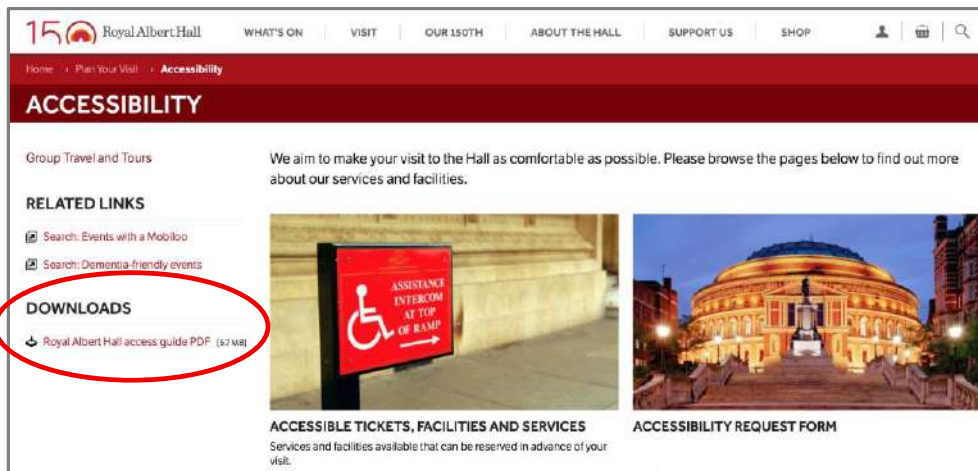 150 Royal Albert Hall
WHAT'S ON
VISIT
OUR 150TH
ABOUT THE HALL
SUPPORT US
SHOP
Home › Plan Your Visit › Accessibility
ACCESSIBILITY
Group Travel and Tours
RELATED LINKS
Search: Events with a Mobiloo
Search: Dementia-friendly events
DOWNLOADS
Royal Albert Hall access guide PDF (5.7 MB)
We aim to make your visit to the Hall as comfortable as possible. Please browse the pages below to find out more
about our services and facilities.
ASSISTANCE
INTERCOM
AT TOP
OF RAMP
ACCESSIBLE TICKETS, FACILITIES AND SERVICES
Services and facilities available that can be reserved in advance of your
visit.
ACCESSIBILITY REQUEST FORM